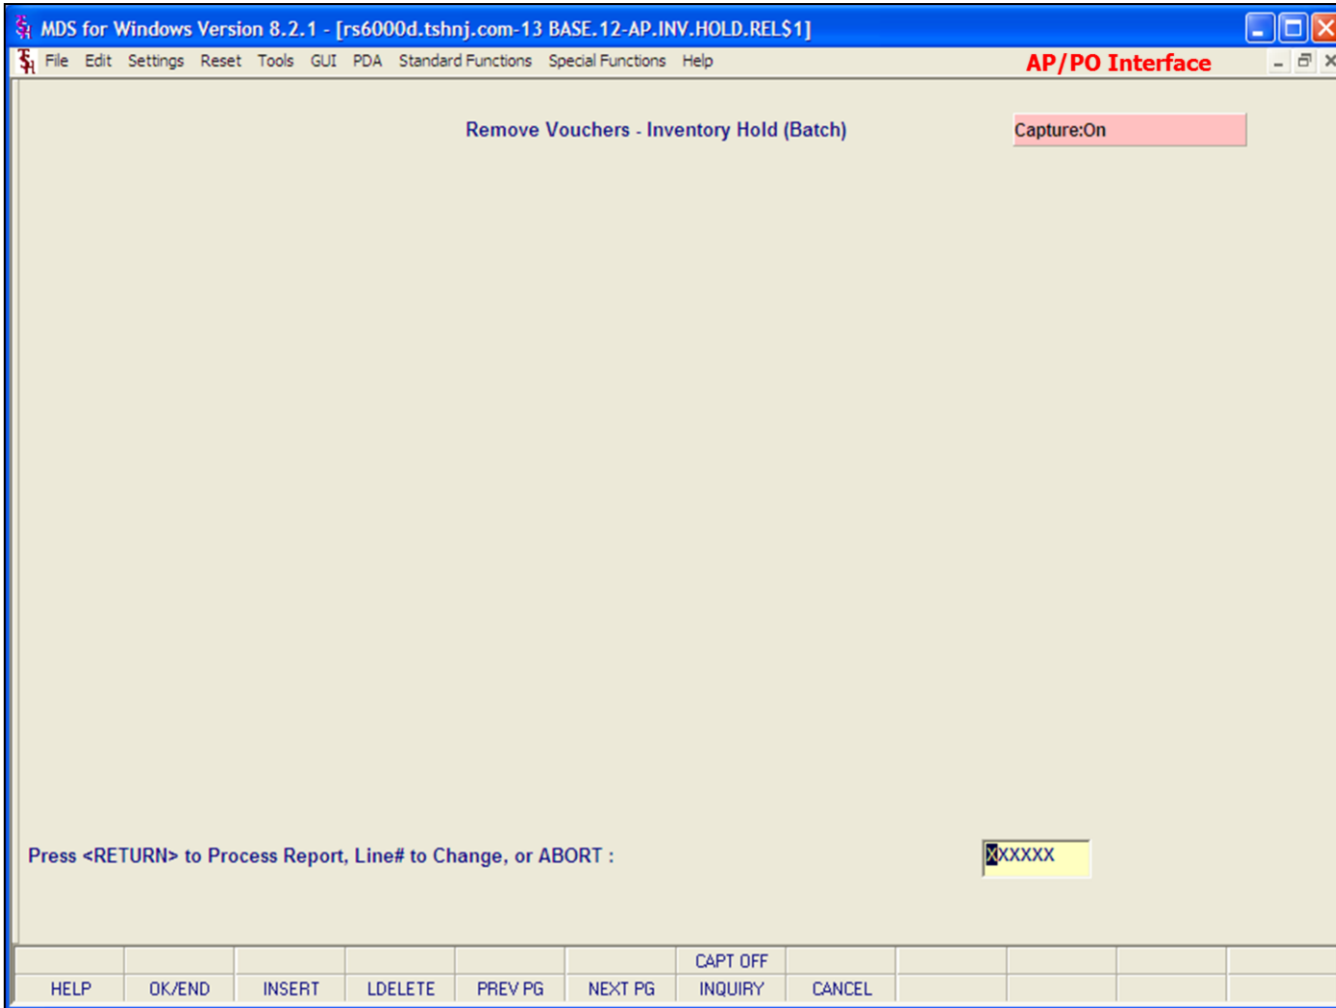 MDS for Windows Version 8.2.1 - [rs6000d.tshnj.com-13 BASE.12-AP.INV.HOLD.REL$1]
File Edit Settings Reset Tools GUI PDA Standard Functions Special Functions Help AP/PO Interface
Remove Vouchers - Inventory Hold (Batch) Capture:On
Press <RETURN> to Process Report, Line# to Change, or ABORT : XXXXXX
CAPT OFF
HELP OK/END INSERT LDELETE PREV PG NEXT PG INQUIRY CANCEL